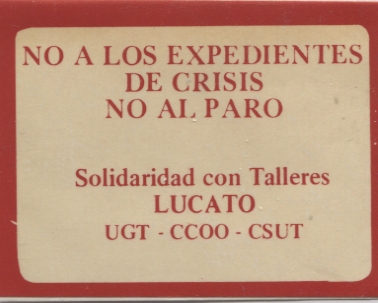 NO A LOS EXPEDIENTES
DE CRISIS
NO AL PARO
Solidaridad con Talleres
LUCATO
UGT - CCOO - CSUT